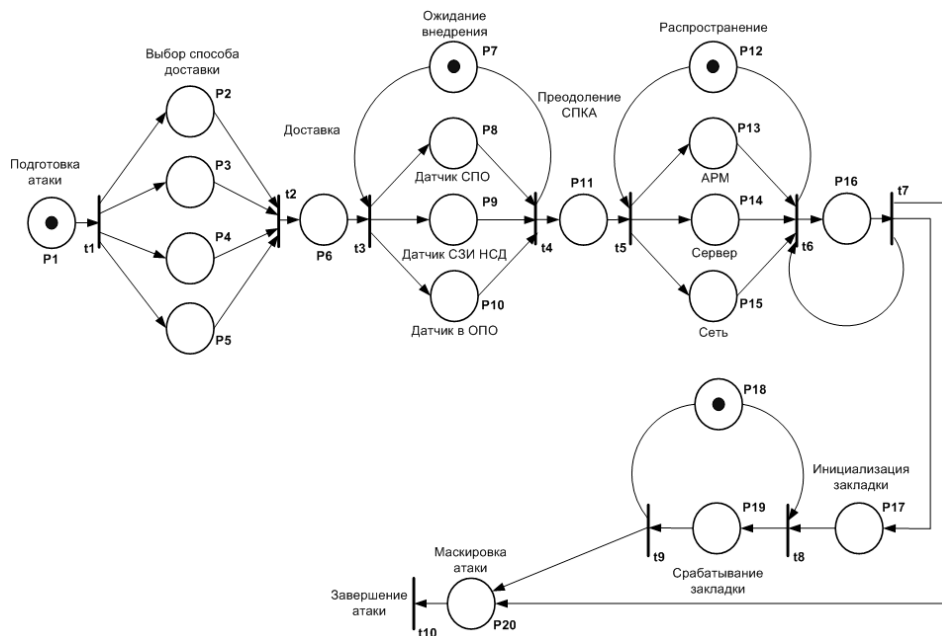 Ожидание
внедрения
P7
Распространение
P12
Выбор способа
доставки
P2
Преодоление
СПКА
Доставка
P8
P13
Датчик СПО
АРМ
Подготовка
атаки
P3
t2
P9
P11
P14
P16
t7
P1
t1
P4
P6
t3
Датчик СЗИ НСД
t4
t5
Сервер
t6
P5
P10
P15
Датчик в ОПО
Сеть
P18
Инициализация
закладки
P19
P17
t9
t8
Маскировка
атаки
Срабатывание
закладки
Завершение
атаки
t10
P20